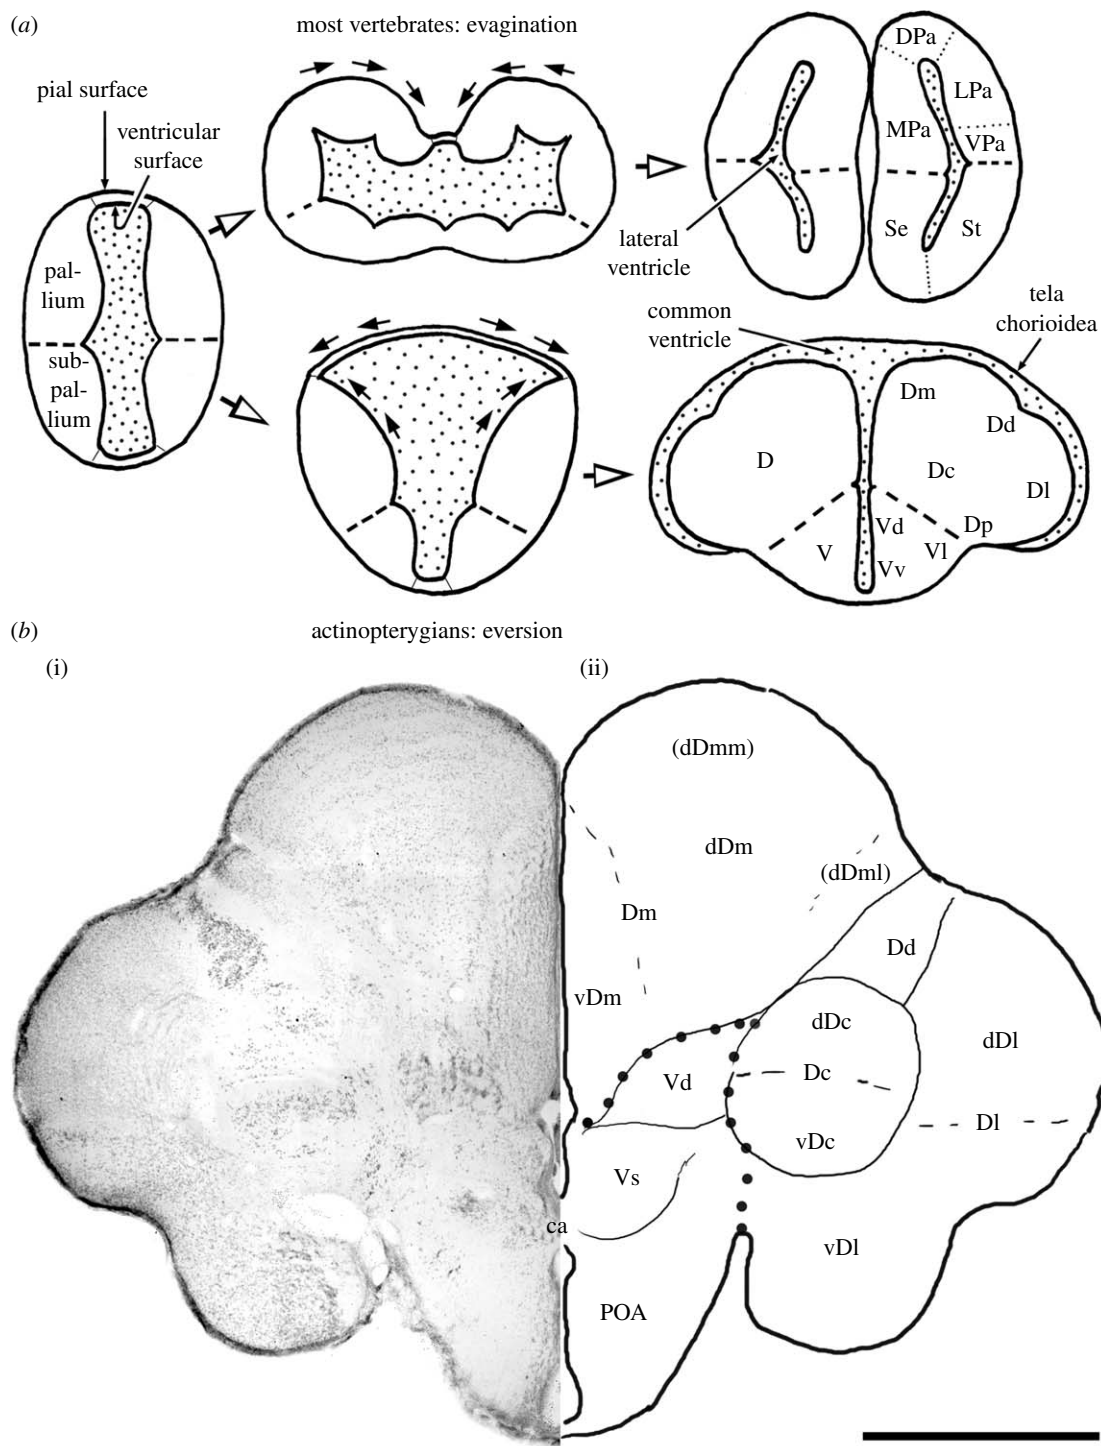 (a)
most vertebrates: evagination
pial surface
ventricular
surface
pal-
lium
sub-
pal-
lium
DPa
LPa
MPa
VPa
Se
St
lateral
ventricle
common
ventricle
tela
chorioidea
Dm
Dd
D
Dc
Dl
Dp
Vd
V
Vl
Vv
(b)
actinopterygians: eversion
(i)
(ii)
(dDmm)
dDm
(dDml)
Dm
Dd
vDm
dDc
dDl
Vd
Dc
Dl
vDc
Vs
ca
vDl
POA